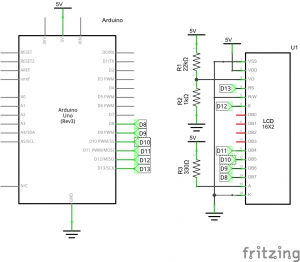 Arduino
5V
3V3
5V
VIN
RESET
RESET2
AREF
ioref
A0
A1
A2
A3
A4/SDA
A5/SCL
N/C
GND
Arduino
Uno
(Rev3)
D0/RX
D1/TX
D2
D3 PWM
D4
D5 PWM
D6 PWM
D7
D8
D9 PWM
D10 PWM/SS
D11 PWM/MOSI
D12/MISO
D13/SCK
D8
D9
D10
D11
D12
D13
5V
R1
22kΩ
R2
1kΩ
5V
R3
330Ω
5V
U1
VSS
VDD
VO
RS
R/W
E
DB0
DB1
DB2
DB3
DB4
DB5
DB6
DB7
A
K
LCD
16X2
D13
D12
D11
D10
D9
D8
fritzing